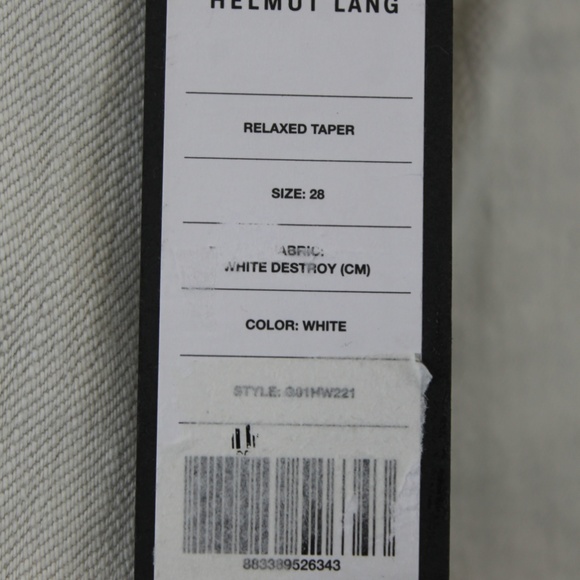 HELMUT LANG
RELAXED TAPER
SIZE: 28
ABRIC:
WHITE DESTROY (CM)
COLOR: WHITE
STYLE: G01HW221
883389526343